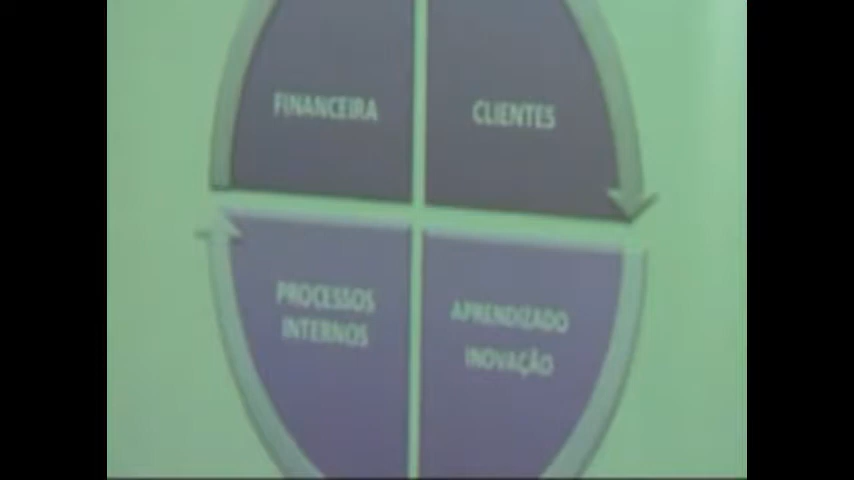 FINANCEIRA
CLIENTES
PROCESSOS
INTERNOS
APRENDIZADO
INOVAÇÃO